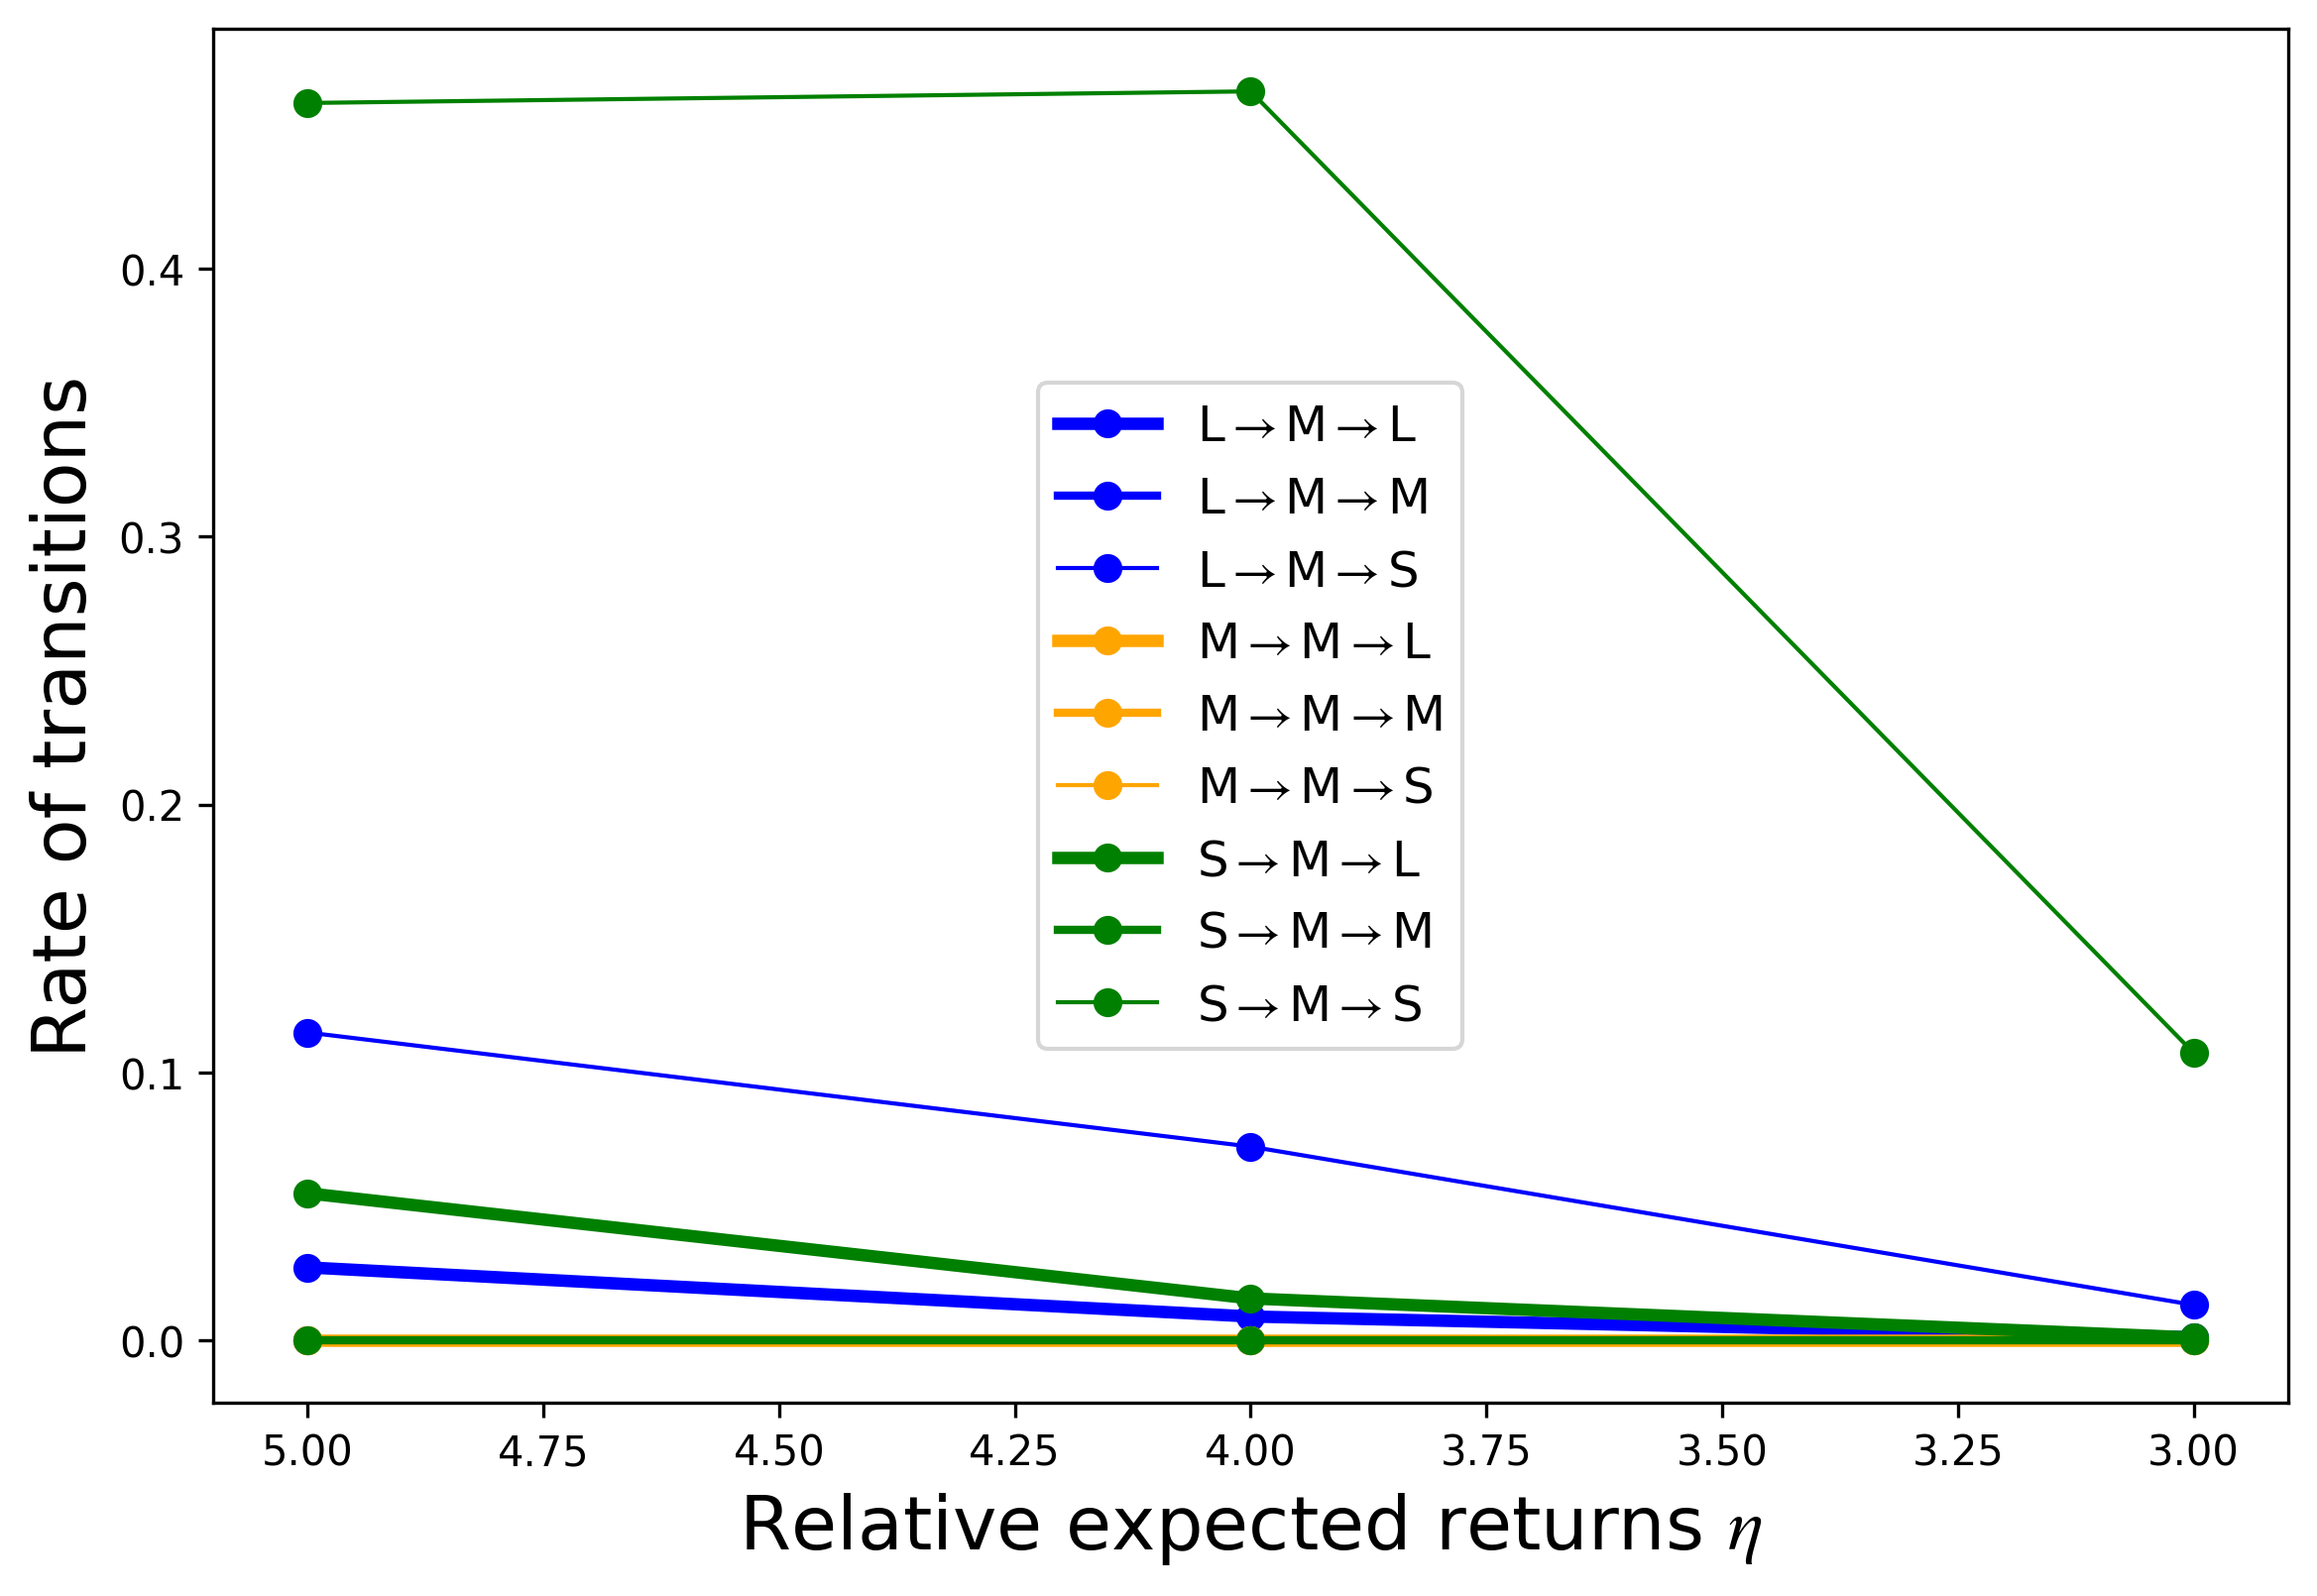 Rate of transitions
0.4
0.3
0.2
0.1
0.0
L→M→L
L→M→M
L→M→S
M→M→L
M→M→M
M→M→S
S→M→L
S→M→M
S→M→S
5.00 4.75 4.50 4.25 4.00 3.75 3.50 3.25 3.00
Relative expected returns η